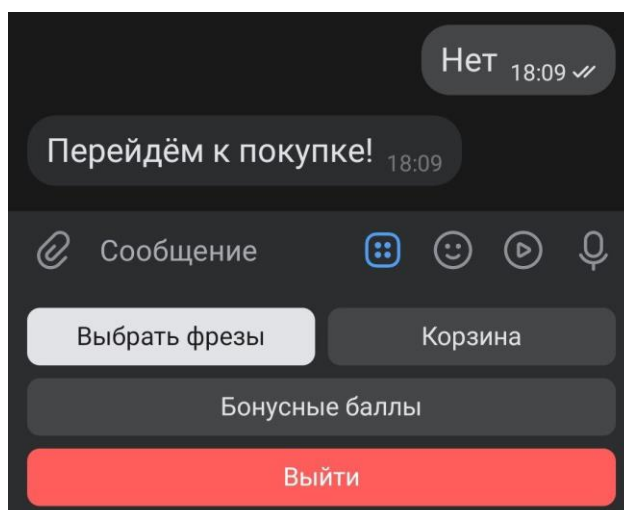 Нет 18:09
Перейдём к покупке! 18:09
Сообщение
Выбрать фрезы Корзина
Бонусные баллы
Выйти